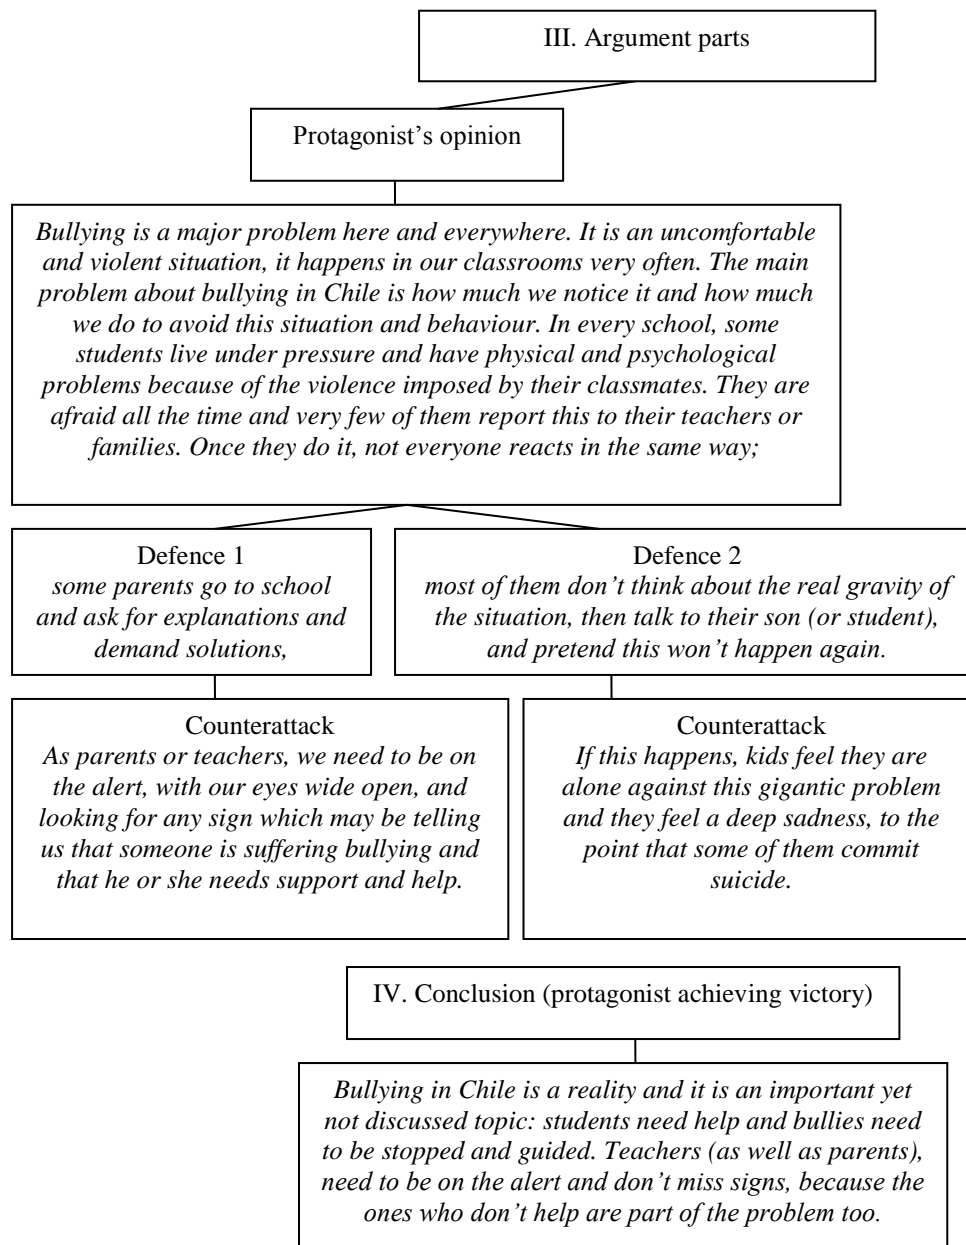 III. Argument parts
Protagonist’s opinion
Bullying is a major problem here and everywhere. It is an uncomfortable
and violent situation, it happens in our classrooms very often. The main
problem about bullying in Chile is how much we notice it and how much
we do to avoid this situation and behaviour. In every school, some
students live under pressure and have physical and psychological
problems because of the violence imposed by their classmates. They are
afraid all the time and very few of them report this to their teachers or
families. Once they do it, not everyone reacts in the same way;
Defence 1
some parents go to school
and ask for explanations and
demand solutions,
Defence 2
most of them don’t think about the real gravity of
the situation, then talk to their son (or student),
and pretend this won’t happen again.
Counterattack
As parents or teachers, we need to be on
the alert, with our eyes wide open, and
looking for any sign which may be telling
us that someone is suffering bullying and
that he or she needs support and help.
Counterattack
If this happens, kids feel they are
alone against this gigantic problem
and they feel a deep sadness, to the
point that some of them commit
suicide.
IV. Conclusion (protagonist achieving victory)
Bullying in Chile is a reality and it is an important yet
not discussed topic: students need help and bullies need
to be stopped and guided. Teachers (as well as parents),
need to be on the alert and don’t miss signs, because the
ones who don’t help are part of the problem too.